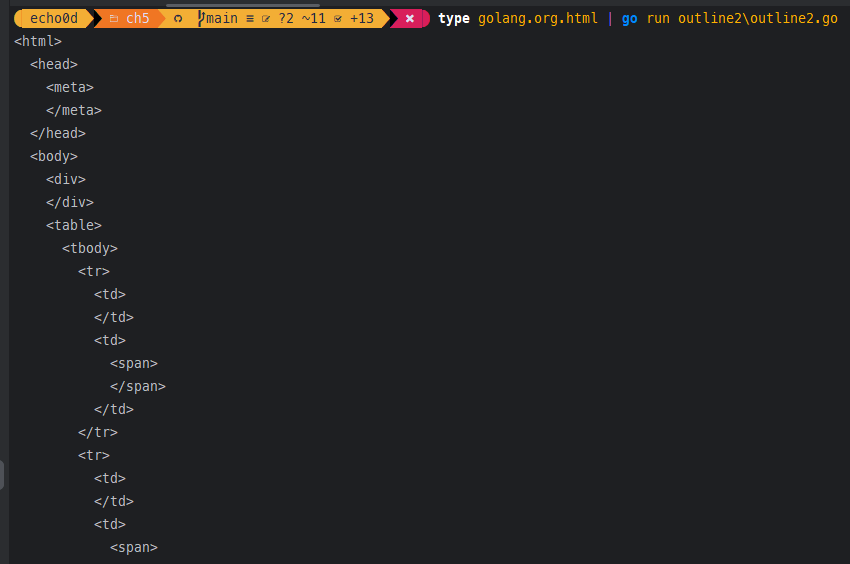 echo0d ch5 main ≡ ?2 ~11 +13 ✖ type golang.org.html | go run outline2\outline2.go
<html>
  <head>
    <meta>
    </meta>
  </head>
  <body>
    <div>
    </div>
    <table>
      <tbody>
        <tr>
          <td>
          </td>
          <td>
            <span>
            </span>
          </td>
        </tr>
        <tr>
          <td>
          </td>
          <td>
            <span>